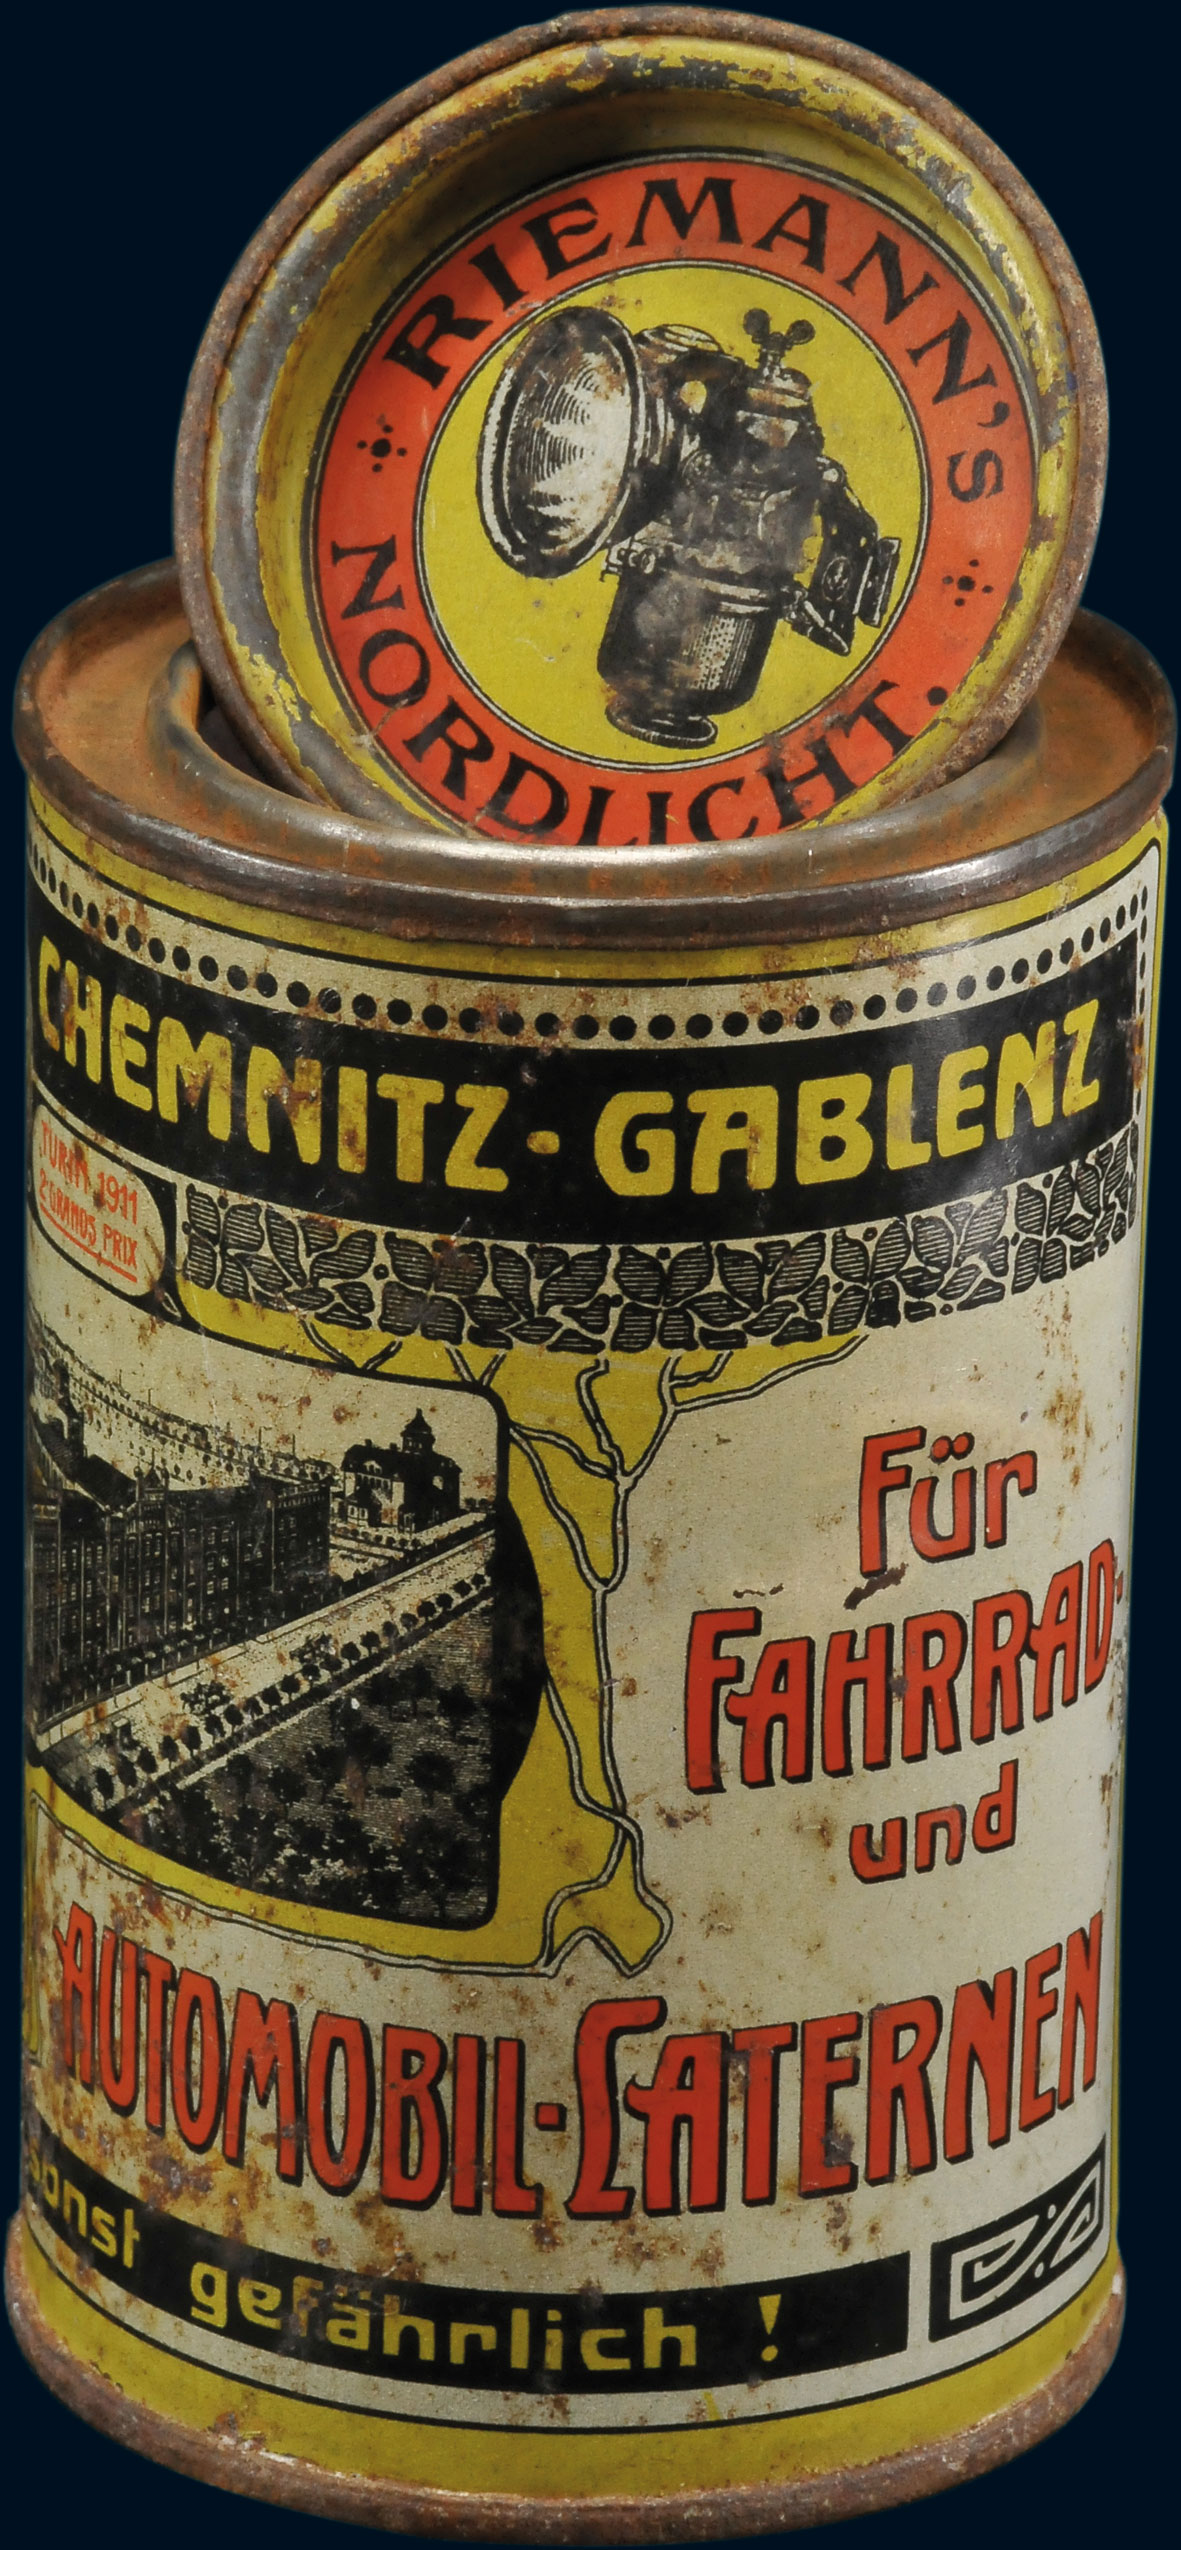 RIEMANN'S
NORDLICHT.
CHEMNITZ-GABLENZ
TURIN 1911
2 GRANDS PRIX
Für
FAHRRAD-
und
AUTOMOBIL-LATERNEN
sonst gefährlich!